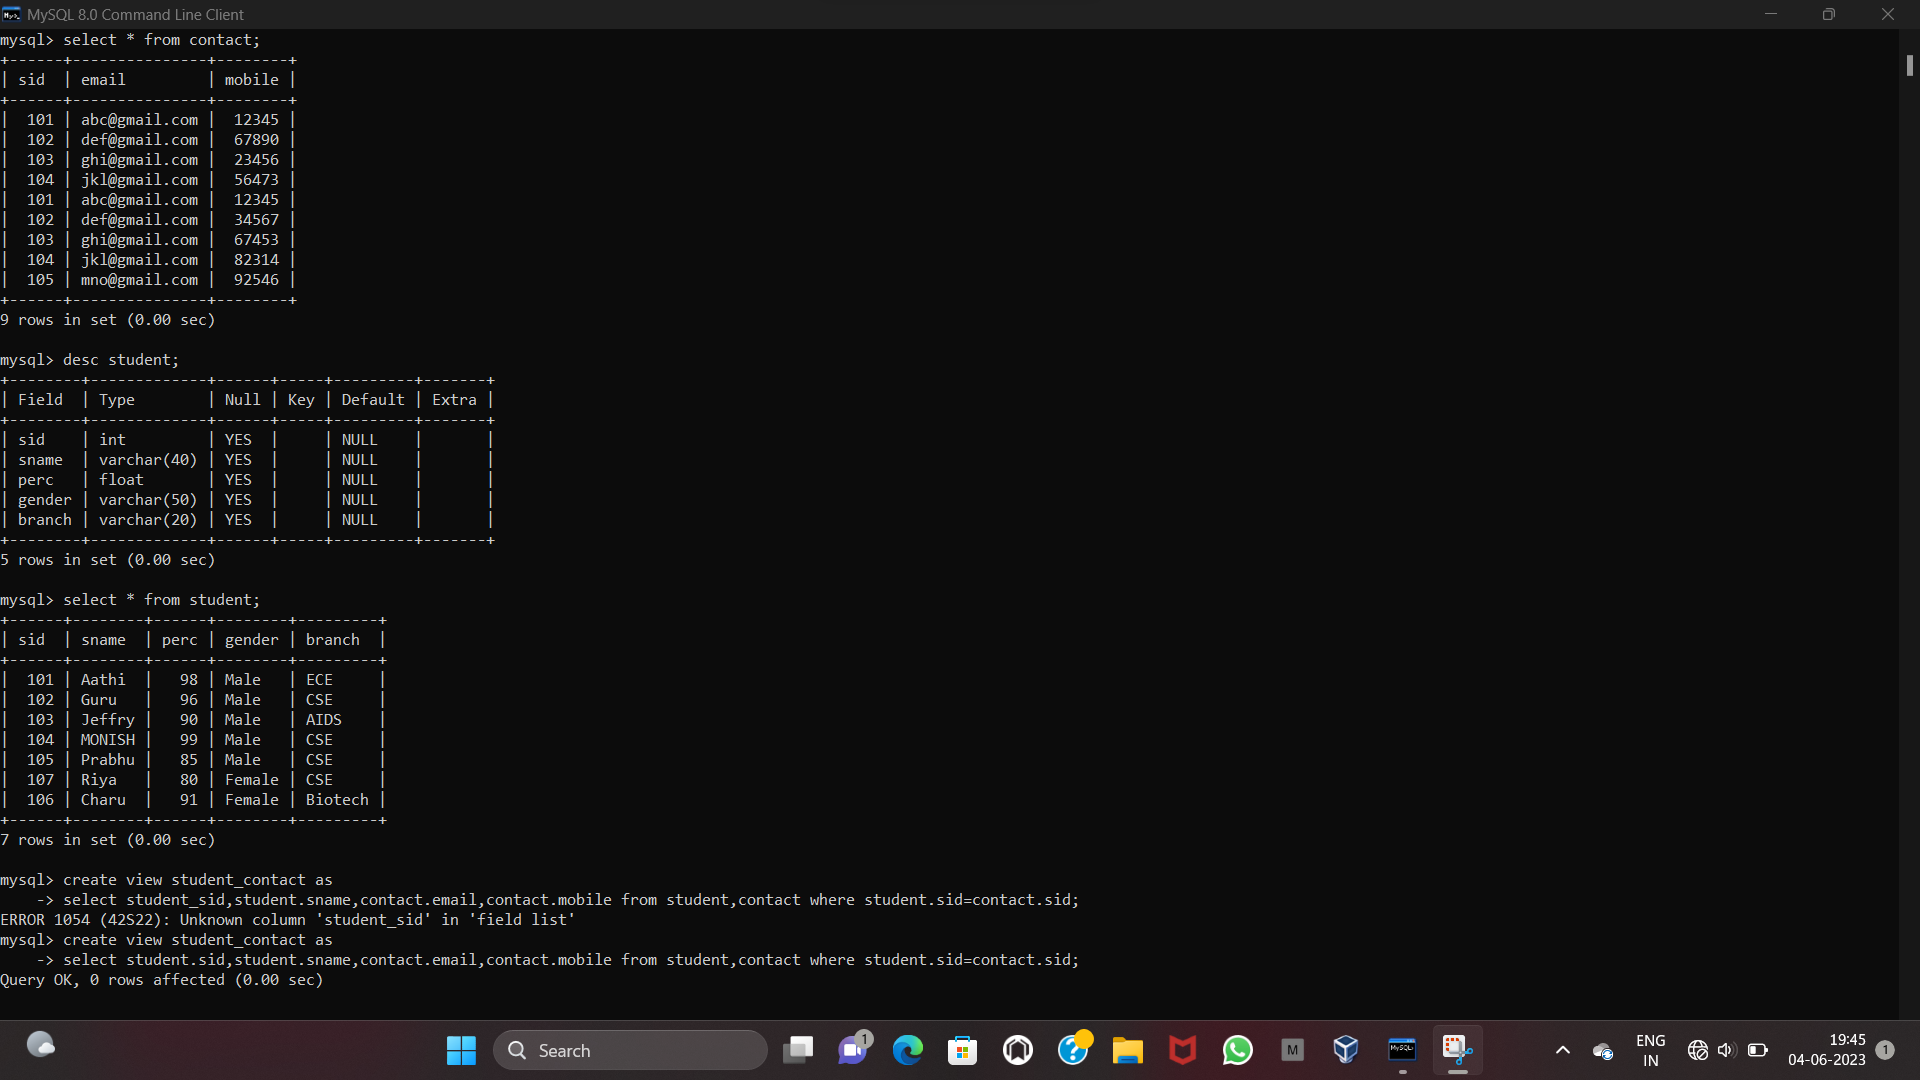 MySQL 8.0 Command Line Client
mysql> select * from contact;
+------+---------------+--------+
| sid  | email         | mobile |
+------+---------------+--------+
|  101 | abc@gmail.com |  12345 |
|  102 | def@gmail.com |  67890 |
|  103 | ghi@gmail.com |  23456 |
|  104 | jkl@gmail.com |  56473 |
|  101 | abc@gmail.com |  12345 |
|  102 | def@gmail.com |  34567 |
|  103 | ghi@gmail.com |  67453 |
|  104 | jkl@gmail.com |  82314 |
|  105 | mno@gmail.com |  92546 |
+------+---------------+--------+
9 rows in set (0.00 sec)
mysql> desc student;
+--------+-------------+------+-----+---------+-------+
| Field  | Type        | Null | Key | Default | Extra |
+--------+-------------+------+-----+---------+-------+
| sid    | int         | YES  |     | NULL    |       |
| sname  | varchar(40) | YES  |     | NULL    |       |
| perc   | float       | YES  |     | NULL    |       |
| gender | varchar(50) | YES  |     | NULL    |       |
| branch | varchar(20) | YES  |     | NULL    |       |
+--------+-------------+------+-----+---------+-------+
5 rows in set (0.00 sec)
mysql> select * from student;
+------+--------+------+--------+---------+
| sid  | sname  | perc | gender | branch  |
+------+--------+------+--------+---------+
|  101 | Aathi  |   98 | Male   | ECE     |
|  102 | Guru   |   96 | Male   | CSE     |
|  103 | Jeffry |   90 | Male   | AIDS    |
|  104 | MONISH |   99 | Male   | CSE     |
|  105 | Prabhu |   85 | Male   | CSE     |
|  107 | Riya   |   80 | Female | CSE     |
|  106 | Charu  |   91 | Female | Biotech |
+------+--------+------+--------+---------+
7 rows in set (0.00 sec)
mysql> create view student_contact as
    -> select student_sid,student.sname,contact.email,contact.mobile from student,contact where student.sid=contact.sid;
ERROR 1054 (42S22): Unknown column 'student_sid' in 'field list'
mysql> create view student_contact as
    -> select student.sid,student.sname,contact.email,contact.mobile from student,contact where student.sid=contact.sid;
Query OK, 0 rows affected (0.00 sec)
Search
1
M
MySQL
ENG
IN
19:45
04-06-2023
1